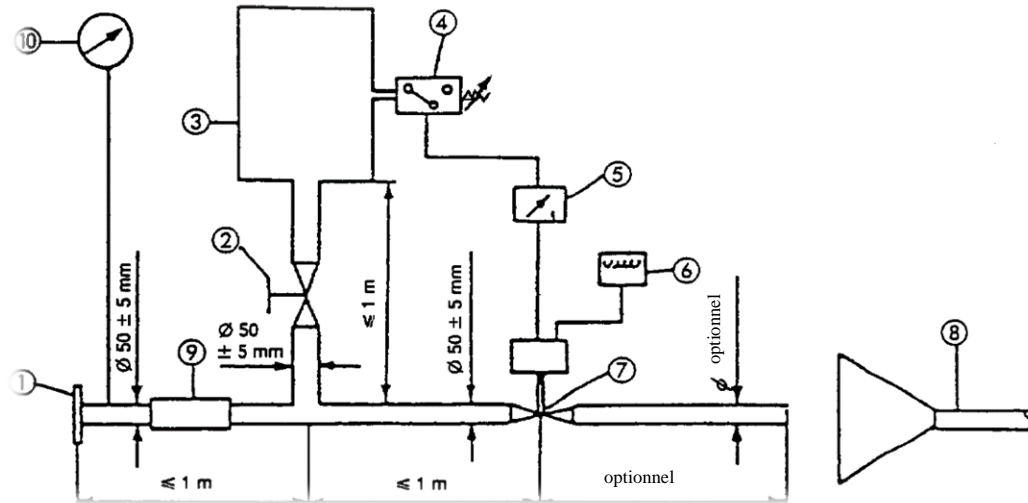 10
4
3
5
2
6
Ø 50 ± 5 mm
Ø 50
± 5 mm
⩽ 1 m
Ø 50 ± 5 mm
Ø optionnel
9
7
8
1
⩽ 1 m
⩽ 1 m
optionnel